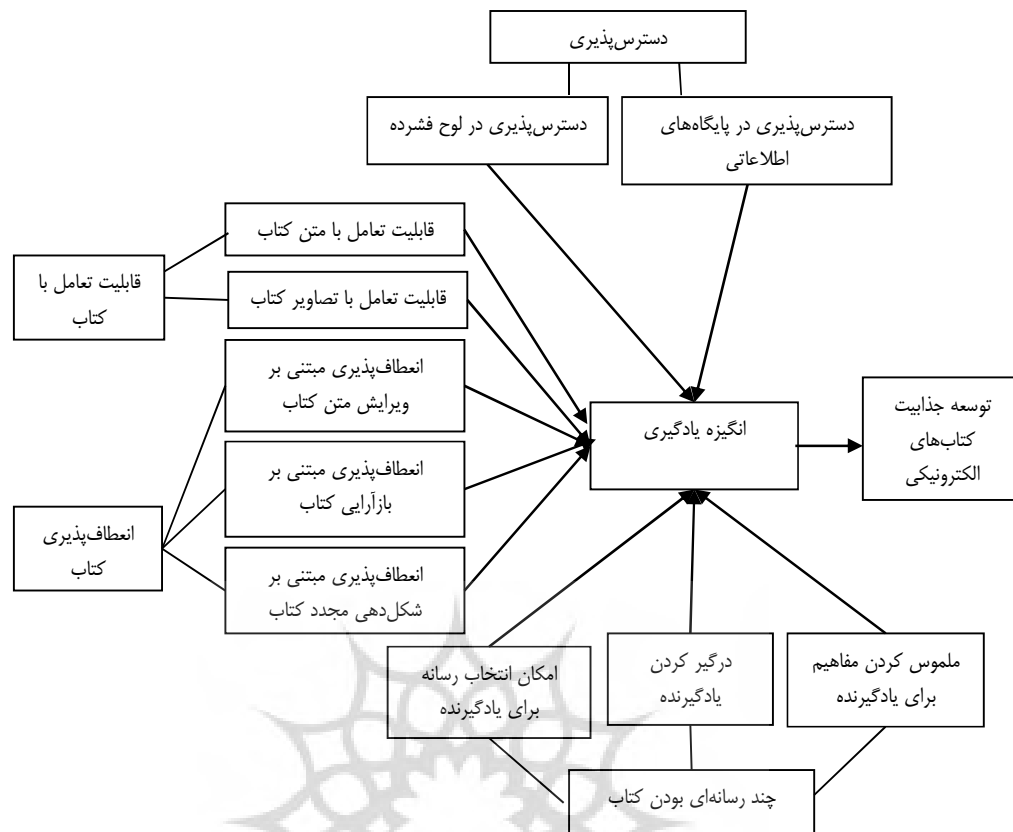 دسترس‌پذیری
دسترس‌پذیری در لوح فشرده
دسترس‌پذیری در پایگاه‌های
اطلاعاتی
قابلیت تعامل با متن کتاب
قابلیت تعامل با
کتاب
قابلیت تعامل با تصاویر کتاب
انعطاف‌پذیری مبتنی بر
ویرایش متن کتاب
انگیزه یادگیری
توسعه جذابیت
کتاب‌های
الکترونیکی
انعطاف‌پذیری مبتنی بر
بازآرایی کتاب
انعطاف‌پذیری
کتاب
انعطاف‌پذیری مبتنی بر
شکل‌دهی مجدد کتاب
ملموس کردن مفاهیم
برای یادگیرنده
درگیر کردن
یادگیرنده
امکان انتخاب رسانه
برای یادگیرنده
چند رسانه‌ای بودن کتاب